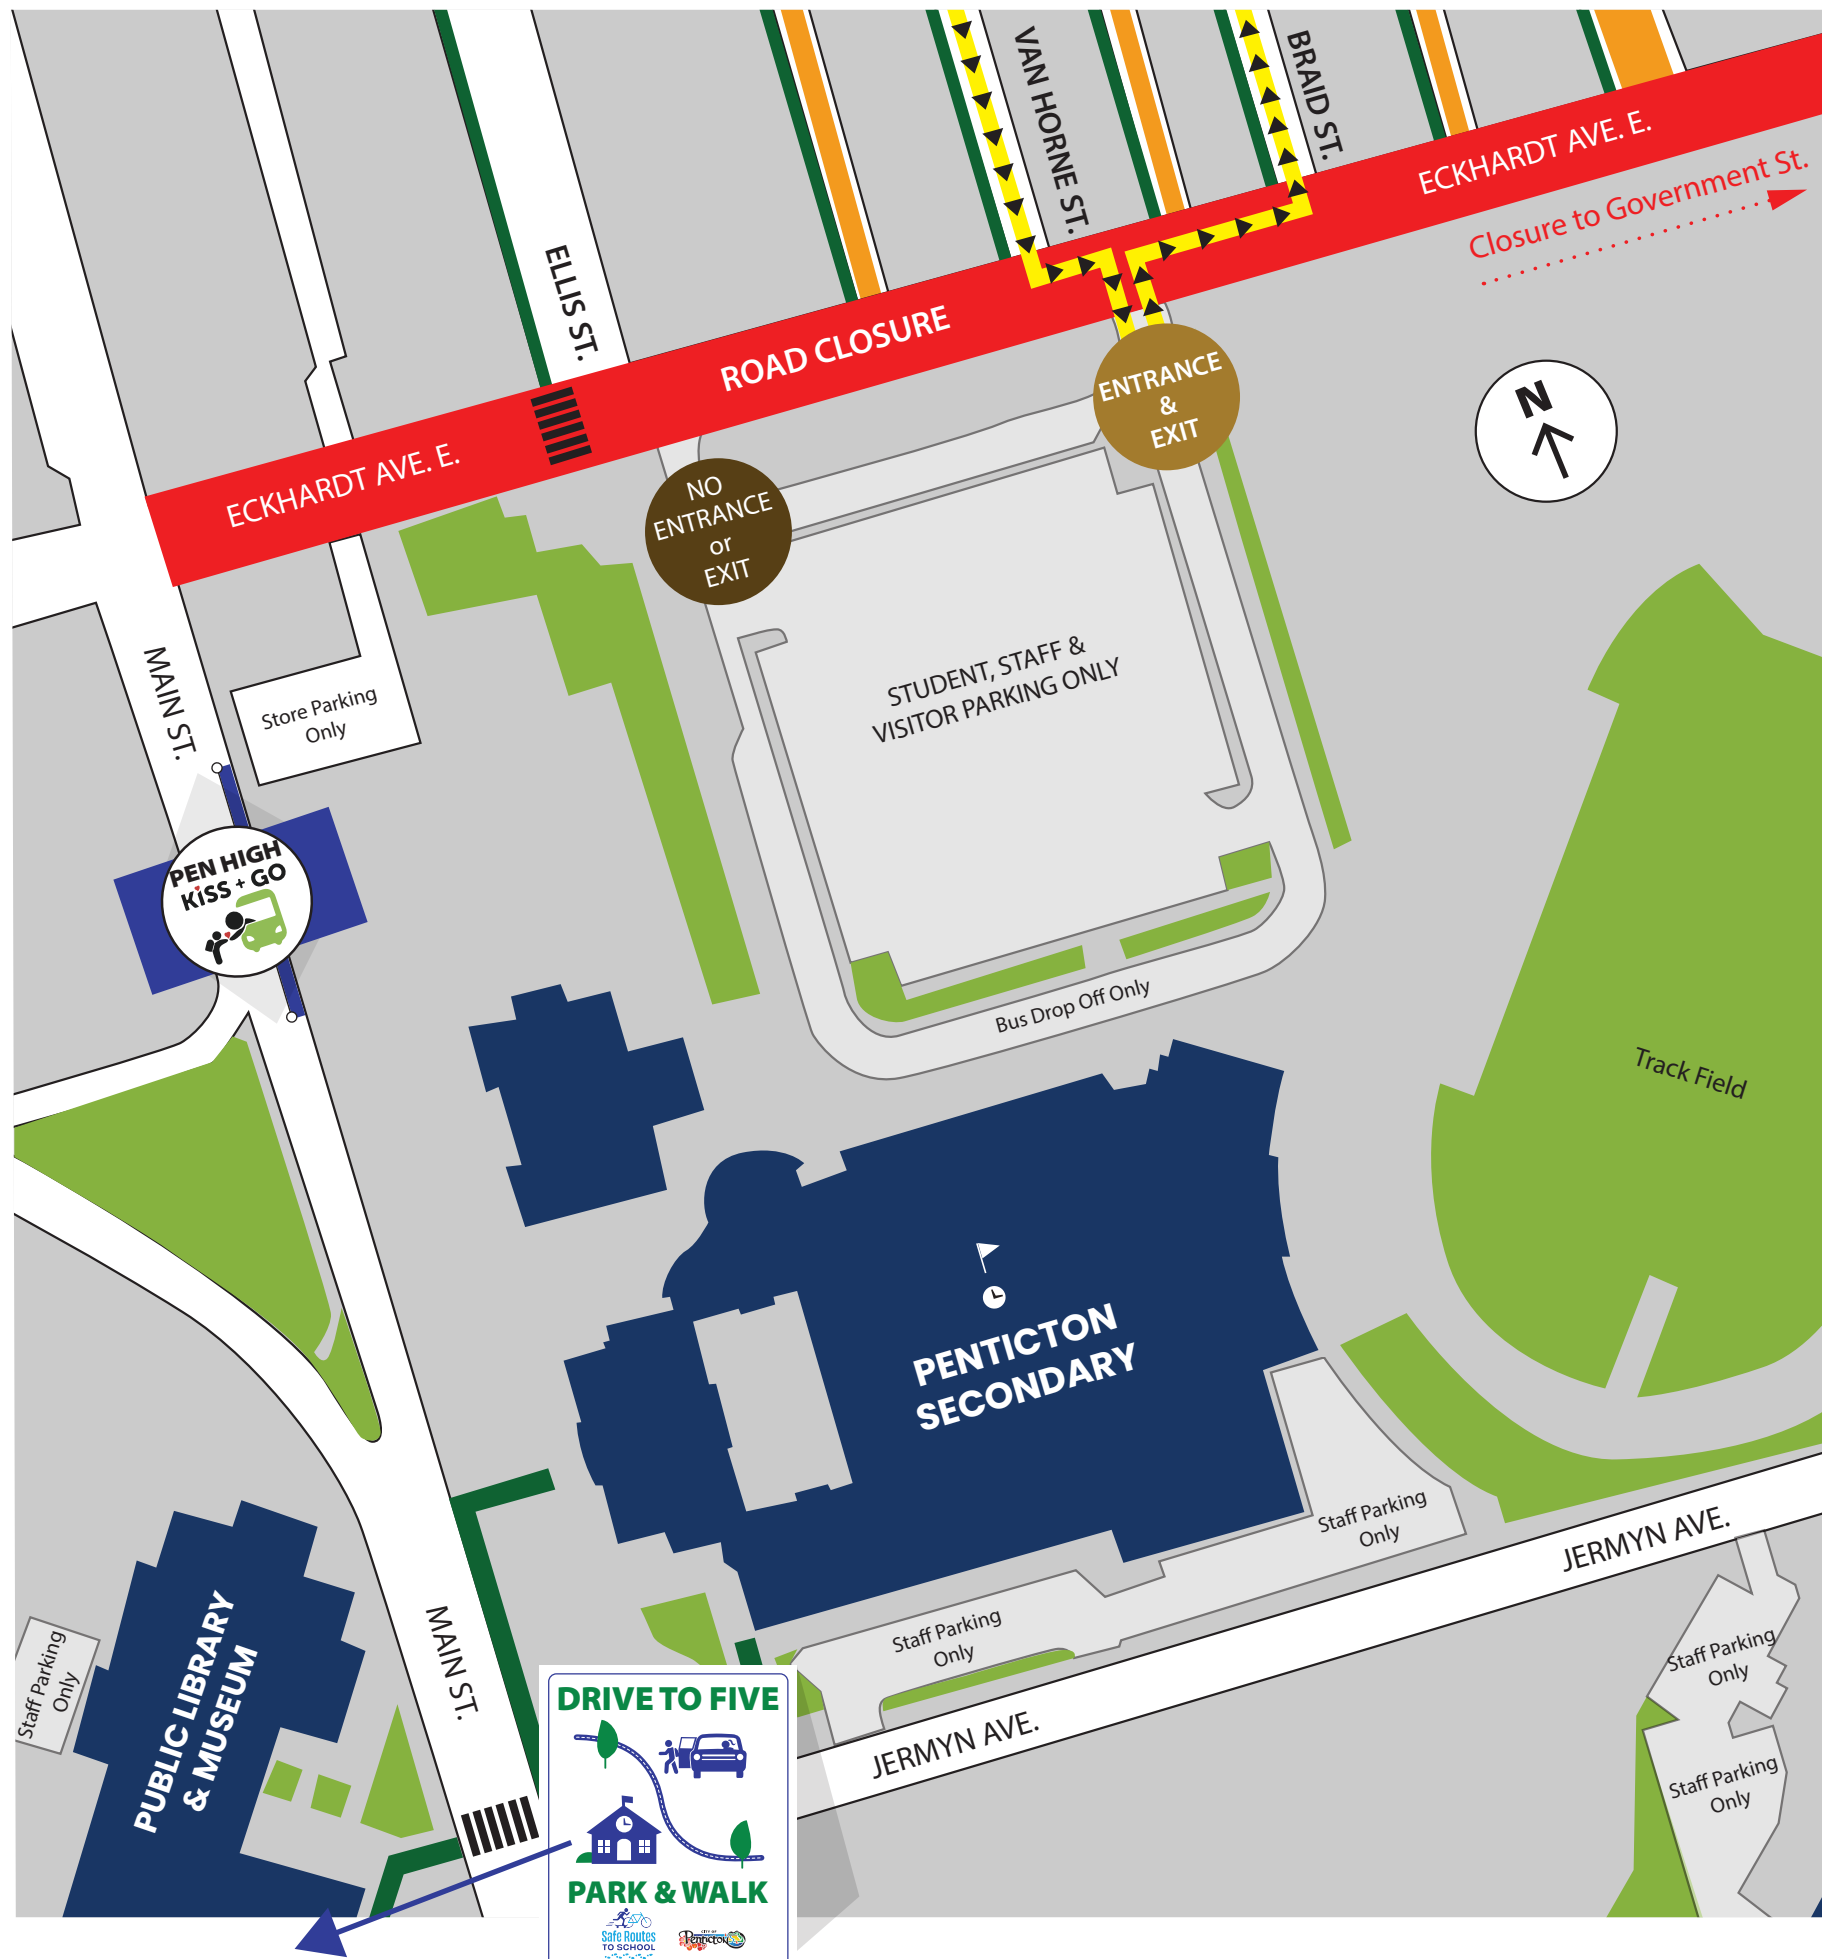 VAN HORNE ST.
BRAID ST.
ECKHARDT AVE. E.
Closure to Government St.
ELLIS ST.
ROAD CLOSURE
ENTRANCE
&
EXIT
N
ECKHARDT AVE. E.
NO
ENTRANCE
or
EXIT
MAIN ST.
Store Parking
Only
STUDENT, STAFF &
VISITOR PARKING ONLY
PEN HIGH
KiSS + GO
Bus Drop Off Only
Track Field
PENTICTON
SECONDARY
Staff Parking
Only
JERMYN AVE.
Staff Parking
Only
PUBLIC LIBRARY
& MUSEUM
MAIN ST.
Staff Parking
Only
Staff Parking
Only
JERMYN AVE.
Staff Parking
Only
DRIVE TO FIVE
PARK & WALK
Safe Routes
TO SCHOOL
CITY OF
Penticton